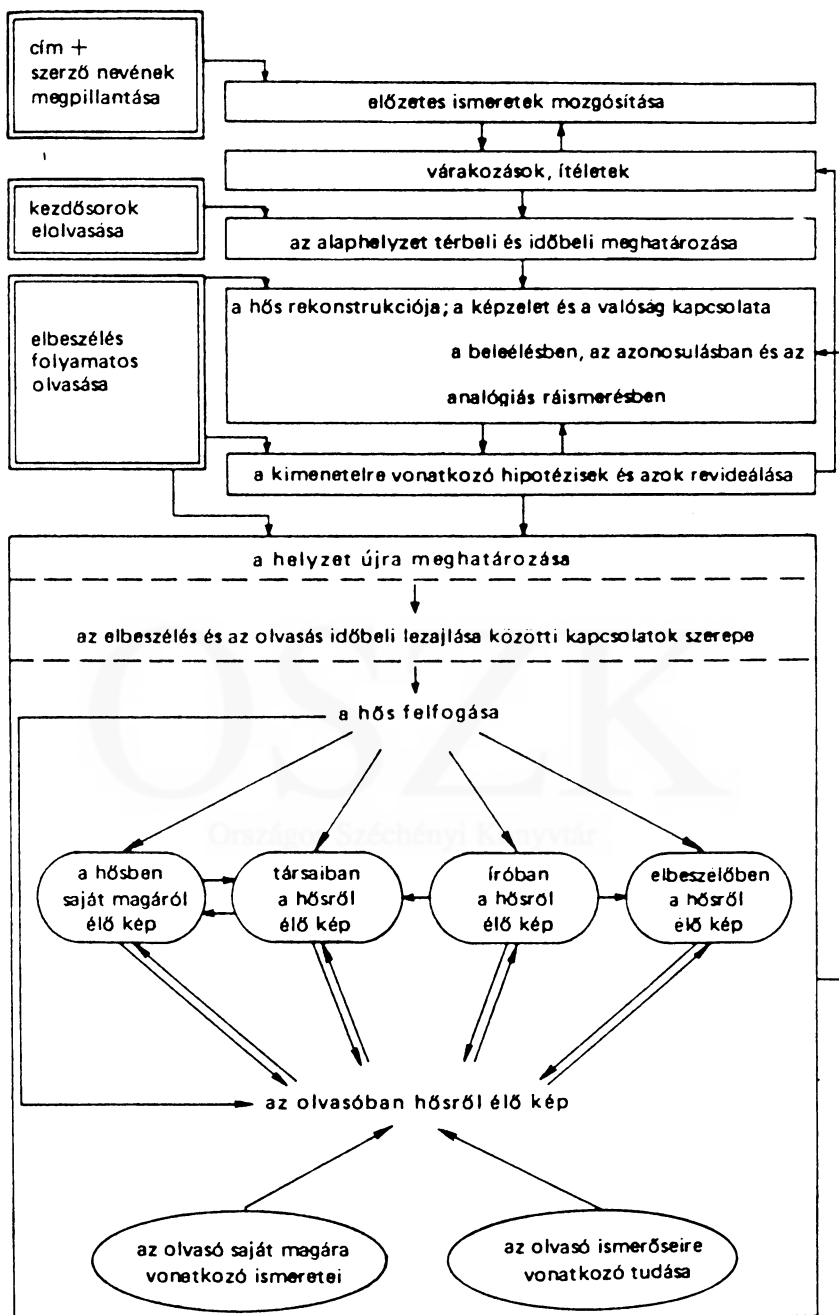 cím +
szerző nevének
megpillantása
előzetes ismeretek mozgósítása
várakozások, ítéletek
kezdősorok
elolvasása
az alaphelyzet térbeli és időbeli meghatározása
elbeszélés
folyamatos
olvasása
a hős rekonstrukciója; a képzelet és a valóság kapcsolata
a beleélésben, az azonosulásban és az
analógiás ráismerésben
a kimenetelre vonatkozó hipotézisek és azok revideálása
a helyzet újra meghatározása
az elbeszélés és az olvasás időbeli lezajlása közötti kapcsolatok szerepe
a hős felfogása
OSZK
Országos Széchényi Könyvtár
a hősben
saját magáról
élő kép
társaiban
a hősről
élő kép
íróban
a hősről
élő kép
elbeszélőben
a hősről
élő kép
az olvasóban hősről élő kép
az olvasó saját magára
vonatkozó ismeretei
az olvasó ismerőseire
vonatkozó tudása